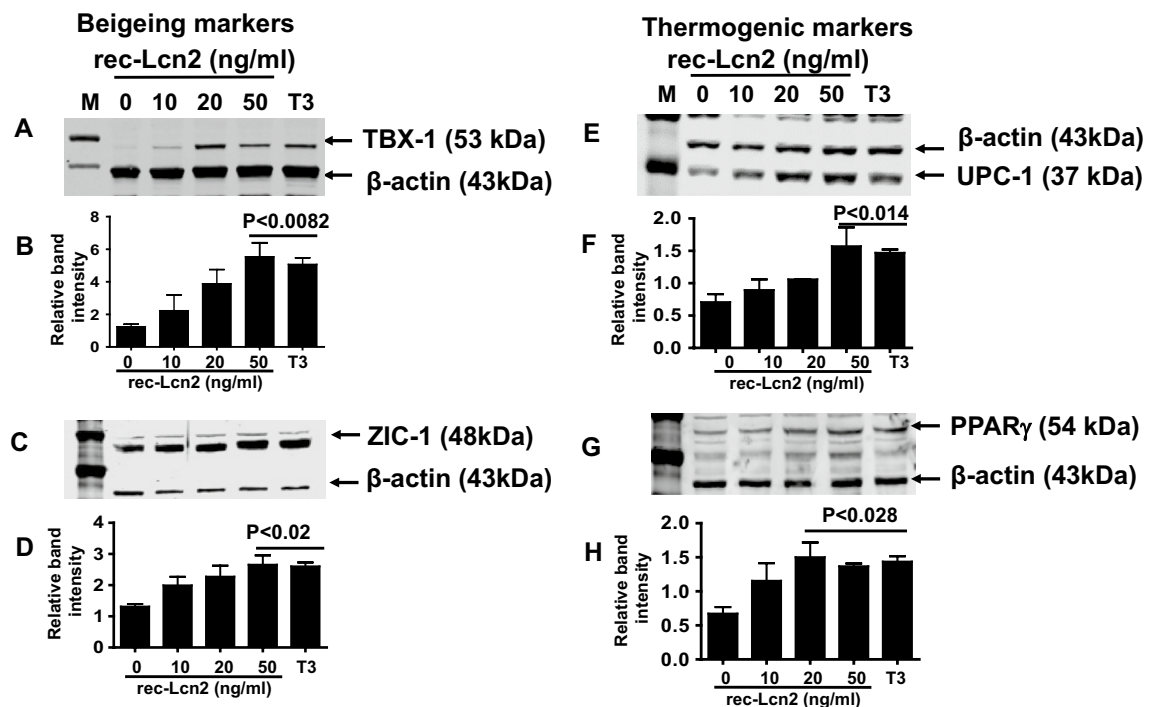 Beigeing markers
rec-Lcn2 (ng/ml)
M 0 10 20 50 T3
A
TBX-1 (53 kDa)
β-actin (43kDa)
B
Relative band intensity
8
6
4
2
0
P<0.0082
0 10 20 50 T3
rec-Lcn2 (ng/ml)
C
ZIC-1 (48kDa)
β-actin (43kDa)
D
Relative band intensity
4
3
2
1
0
P<0.02
0 10 20 50 T3
rec-Lcn2 (ng/ml)
Thermogenic markers
rec-Lcn2 (ng/ml)
M 0 10 20 50 T3
E
β-actin (43kDa)
UPC-1 (37 kDa)
F
Relative band intensity
2.0
1.5
1.0
0.5
0.0
P<0.014
0 10 20 50 T3
rec-Lcn2 (ng/ml)
G
PPARγ (54 kDa)
β-actin (43kDa)
H
Relative band intensity
2.0
1.5
1.0
0.5
0.0
P<0.028
0 10 20 50 T3
rec-Lcn2 (ng/ml)